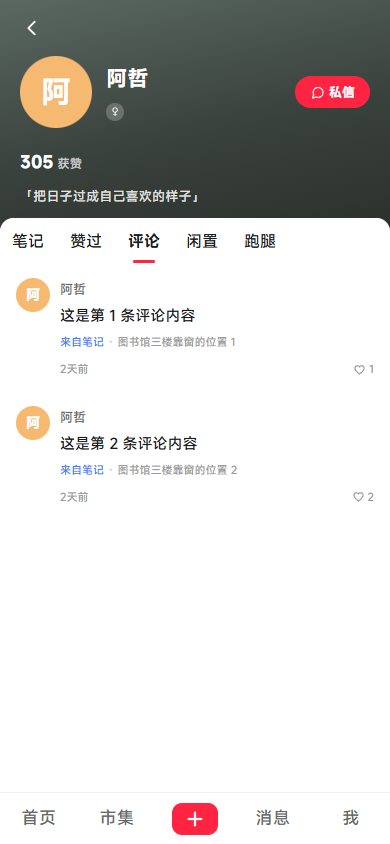 阿
阿哲
♀
私信
305 获赞
「把日子过成自己喜欢的样子」
笔记 赞过 评论 闲置 跑腿
阿
阿哲
这是第 1 条评论内容
来自笔记 · 图书馆三楼靠窗的位置 1
2天前 1
阿
阿哲
这是第 2 条评论内容
来自笔记 · 图书馆三楼靠窗的位置 2
2天前 2
首页 市集 消息 我